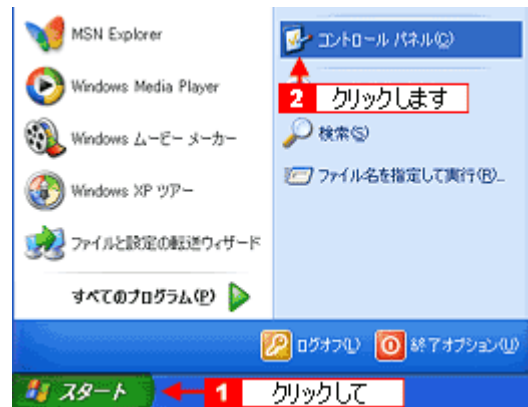 MSN Explorer
Windows Media Player
Windows ムービー メーカー
Windows XP ツアー
ファイルと設定の転送ウィザード
すべてのプログラム(P)
コントロール パネル(C)
2 クリックします
検索(S)
ファイル名を指定して実行(R)...
ログオフ(L)
終了オプション(U)
スタート
1 クリックして